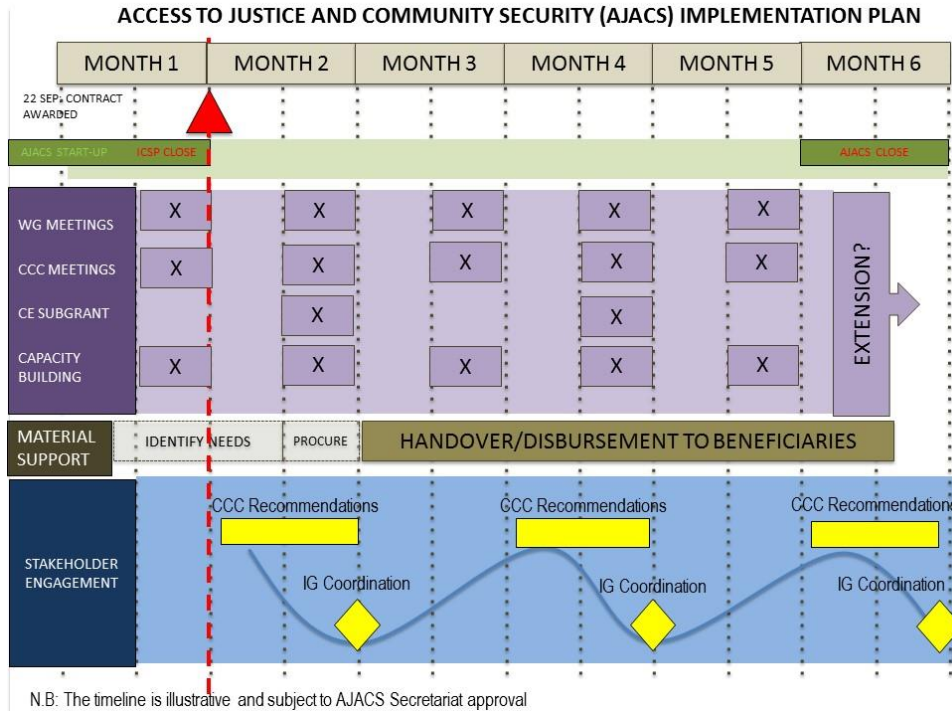 ACCESS TO JUSTICE AND COMMUNITY SECURITY (AJACS) IMPLEMENTATION PLAN
MONTH 1 MONTH 2 MONTH 3 MONTH 4 MONTH 5 MONTH 6
22 SEP: CONTRACT
AWARDED
AJACS START-UP ICSP CLOSE AJACS CLOSE
WG MEETINGS X X X X X
CCC MEETINGS X X X X X
CE SUBGRANT X X
CAPACITY
BUILDING X X X X X
EXTENSION?
MATERIAL
SUPPORT
IDENTIFY NEEDS PROCURE HANDOVER/DISBURSEMENT TO BENEFICIARIES
STAKEHOLDER
ENGAGEMENT
CCC Recommendations CCC Recommendations CCC Recommendations
IG Coordination IG Coordination IG Coordination
N.B: The timeline is illustrative and subject to AJACS Secretariat approval